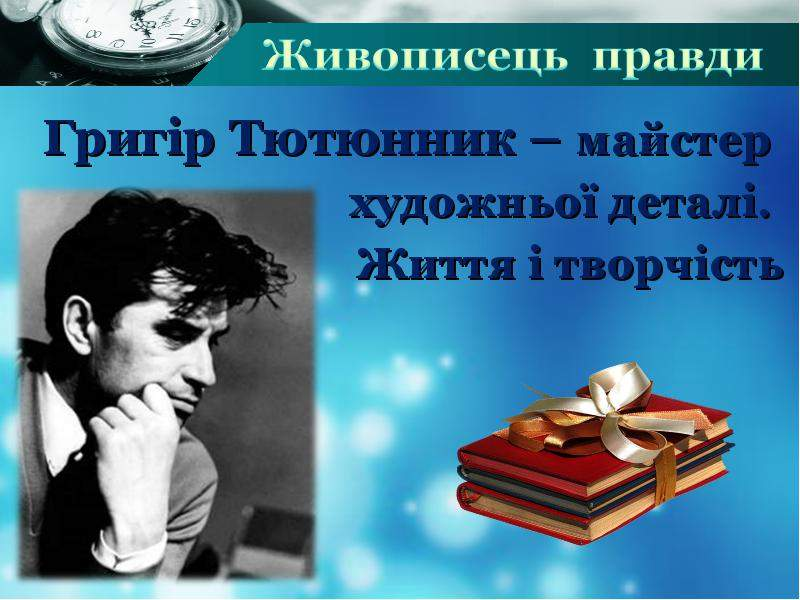 Живописець правди
Григір Тютюнник – майстер
художньої деталі.
Життя і творчість